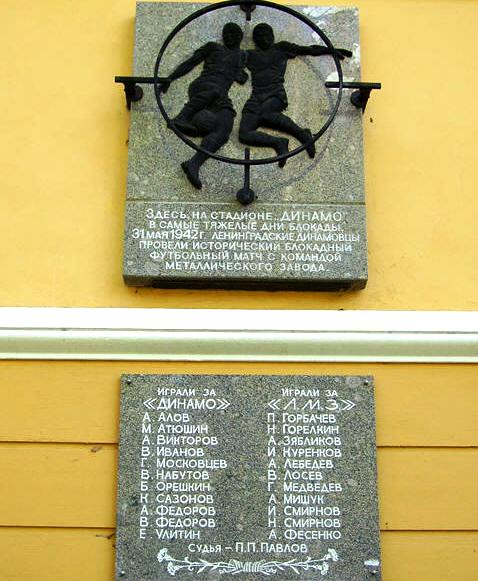 Здесь, на стадионе „Динамо“,
в самые тяжелые дни блокады,
31 мая 1942 г. ленинградские динамовцы
провели исторический блокадный
футбольный матч с командой
Металлического завода.
играли за
«Динамо»
А. Алов
М. Атюшин
А. Викторов
В. Иванов
Г. Московцев
В. Набутов
Б. Орешкин
К. Сазонов
А. Федоров
В. Федоров
Е. Улитин
играли за
«Л.М.З.»
П. Горбачев
Н. Горелкин
А. Зябликов
И. Куренков
А. Лебедев
В. Лосев
Г. Медведев
А. Мишук
И. Смирнов
Н. Смирнов
А. Фесенко
Судья – П.П. Павлов